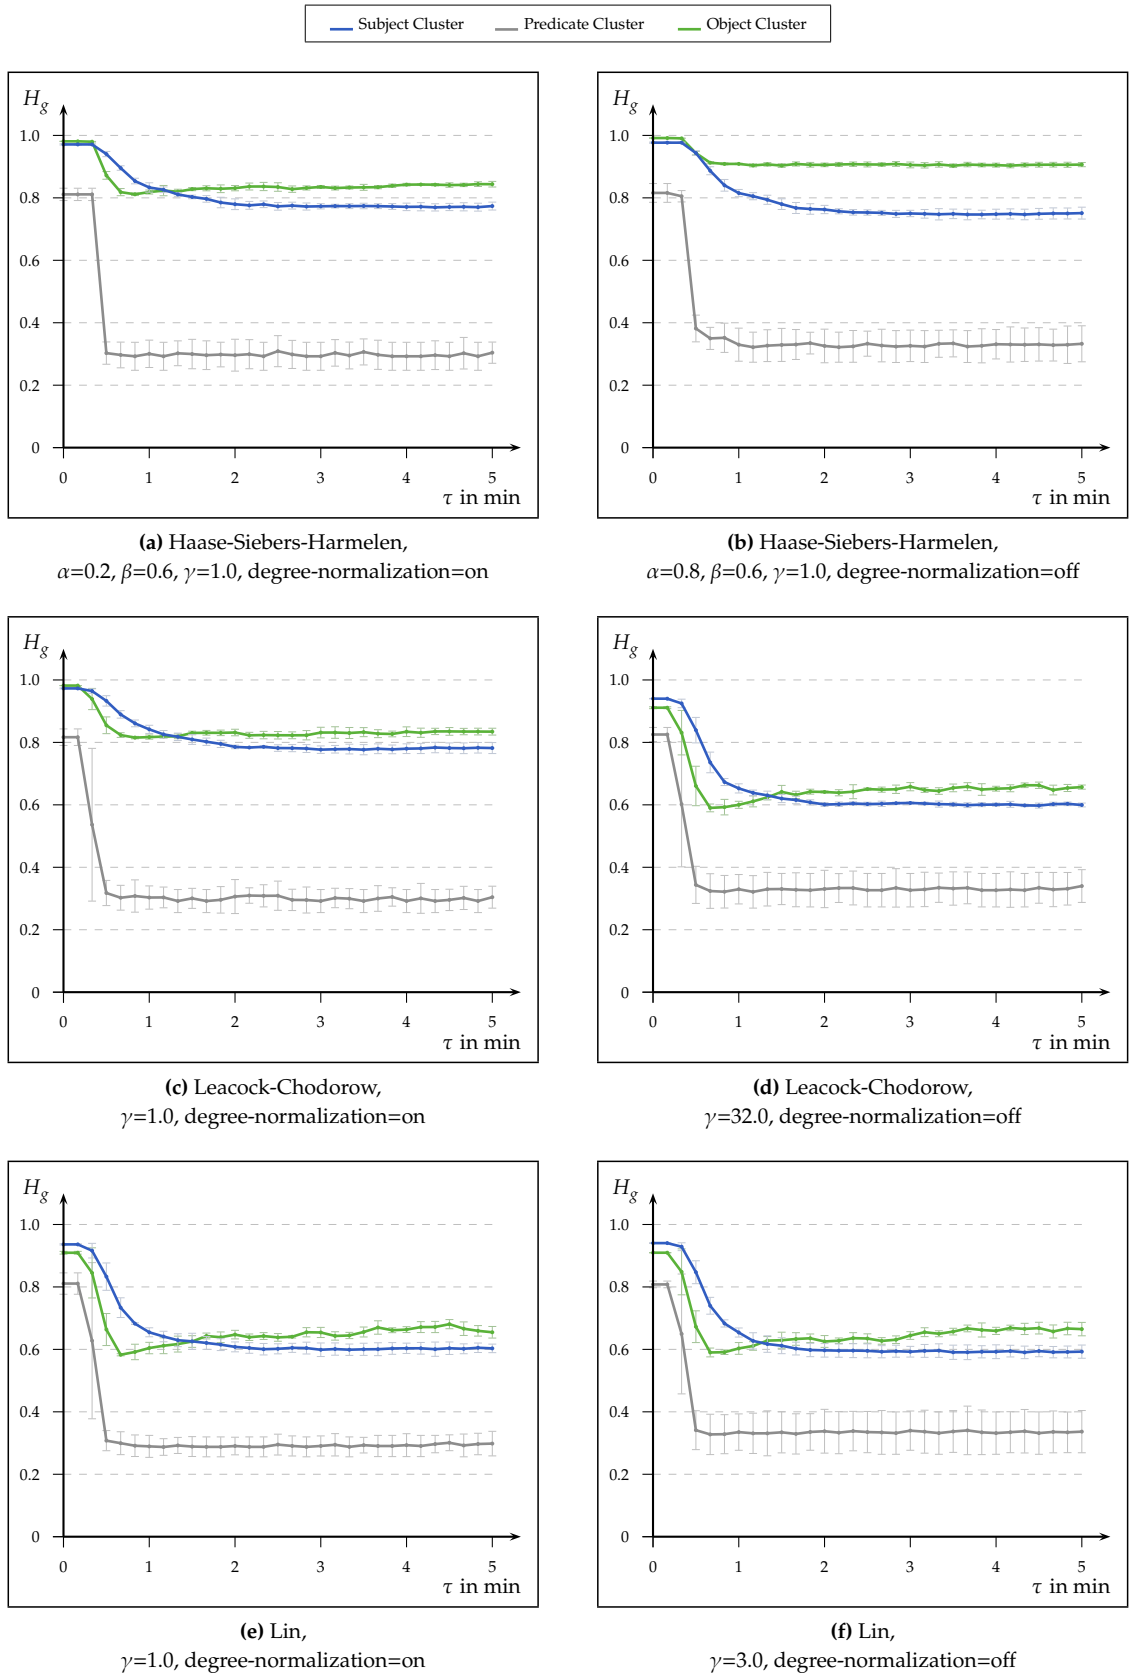 Subject Cluster Predicate Cluster Object Cluster
H_g H_g
1.0 1.0
0.8 0.8
0.6 0.6
0.4 0.4
0.2 0.2
0 0
0 1 2 3 4 5 0 1 2 3 4 5
τ in min τ in min
(a) Haase-Siebers-Harmelen,
α=0.2, β=0.6, γ=1.0, degree-normalization=on
(b) Haase-Siebers-Harmelen,
α=0.8, β=0.6, γ=1.0, degree-normalization=off
H_g H_g
1.0 1.0
0.8 0.8
0.6 0.6
0.4 0.4
0.2 0.2
0 0
0 1 2 3 4 5 0 1 2 3 4 5
τ in min τ in min
(c) Leacock-Chodorow,
γ=1.0, degree-normalization=on
(d) Leacock-Chodorow,
γ=32.0, degree-normalization=off
H_g H_g
1.0 1.0
0.8 0.8
0.6 0.6
0.4 0.4
0.2 0.2
0 0
0 1 2 3 4 5 0 1 2 3 4 5
τ in min τ in min
(e) Lin,
γ=1.0, degree-normalization=on
(f) Lin,
γ=3.0, degree-normalization=off